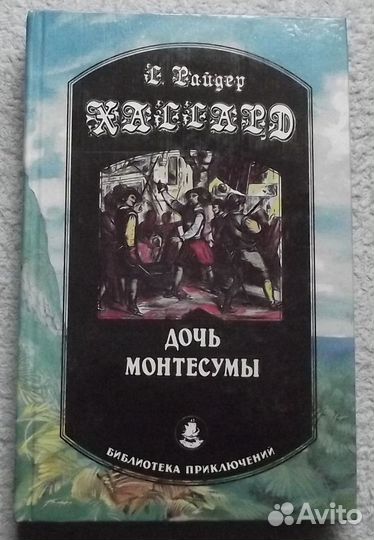 Г. Райдер
ХАГГАРД
ДОЧЬ
МОНТЕСУМЫ
БИБЛИОТЕКА ПРИКЛЮЧЕНИЙ
Avito